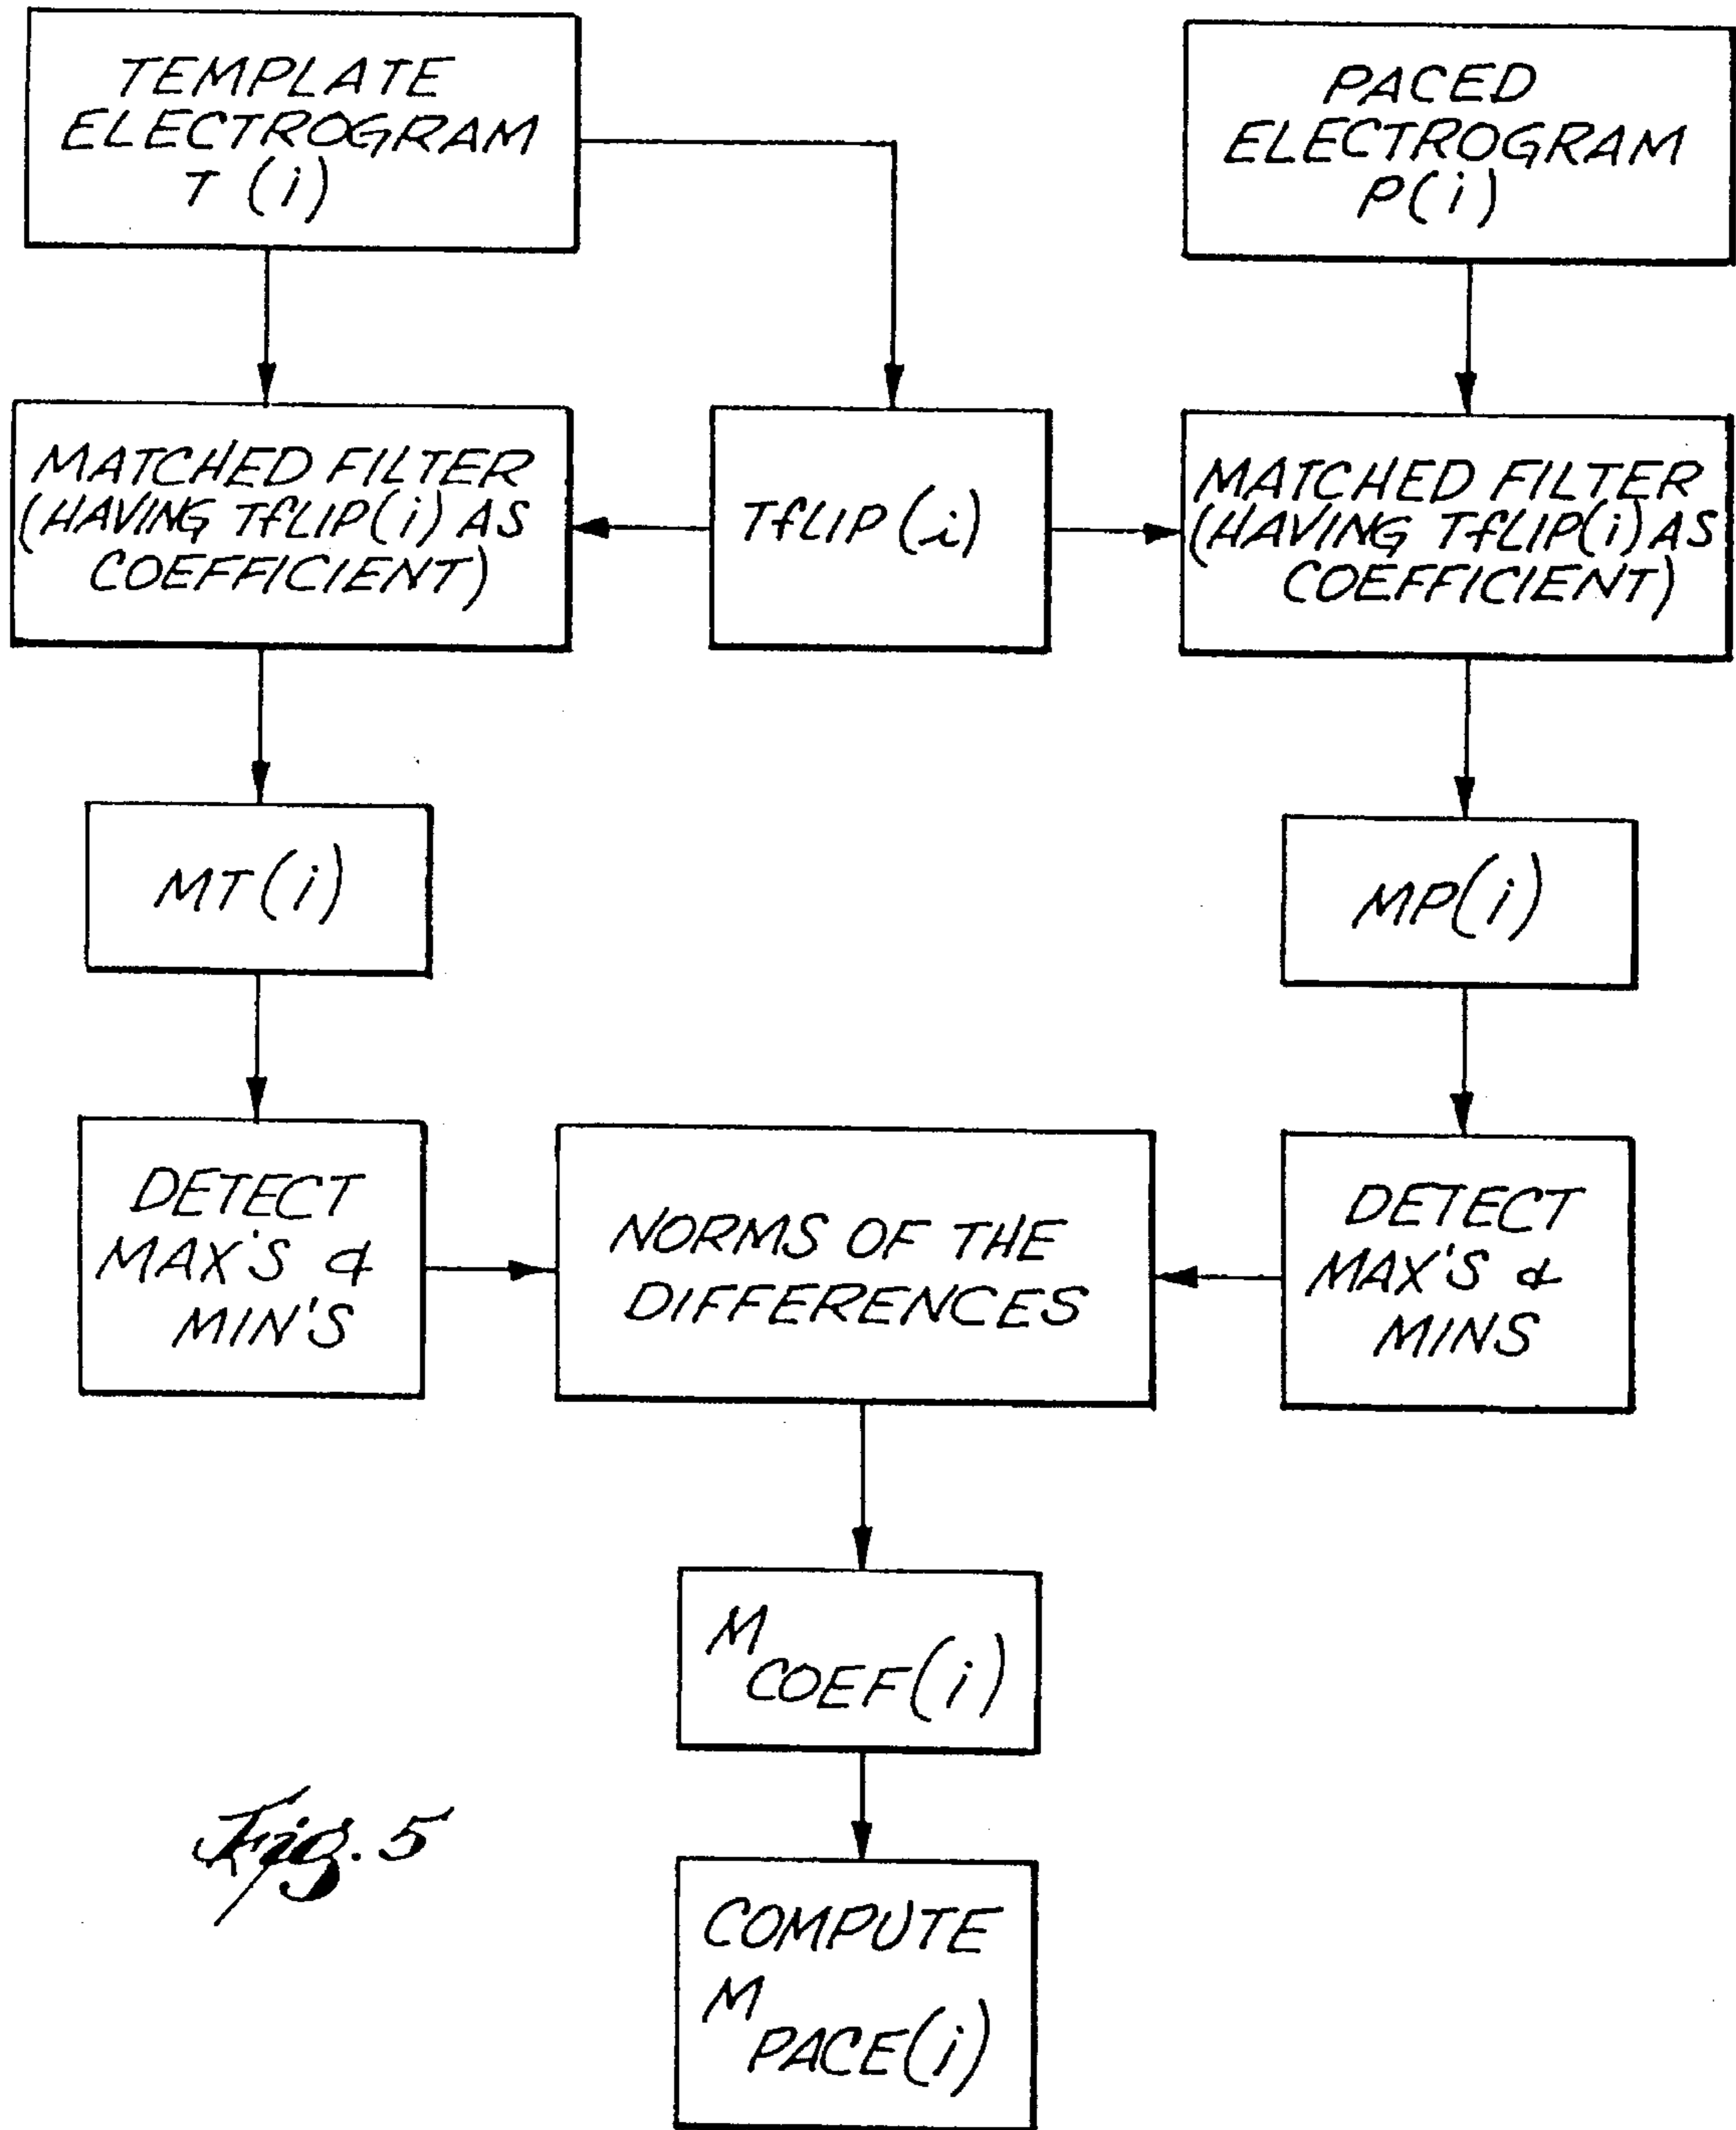 TEMPLATE
ELECTROGRAM
T (i)
PACED
ELECTROGRAM
P(i)
MATCHED FILTER
(HAVING TfLIP(i) AS
COEFFICIENT)
TfLIP (i)
MATCHED FILTER
(HAVING TfLIP(i) AS
COEFFICIENT)
MT(i)
MP(i)
DETECT
MAX'S &
MIN'S
NORMS OF THE
DIFFERENCES
DETECT
MAX'S &
MINS
M
COEF(i)
Fig. 5
COMPUTE
M
PACE(i)